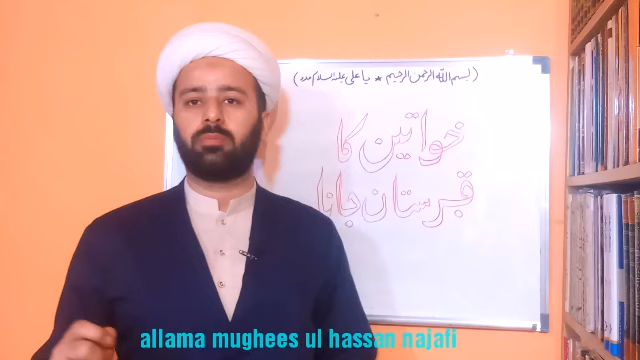 (بسم اللہ الرحمن الرحیم * یا علی علیہ السلام مدد)
خواتین کا
قبرستان جانا
allama mughees ul hassan najafi